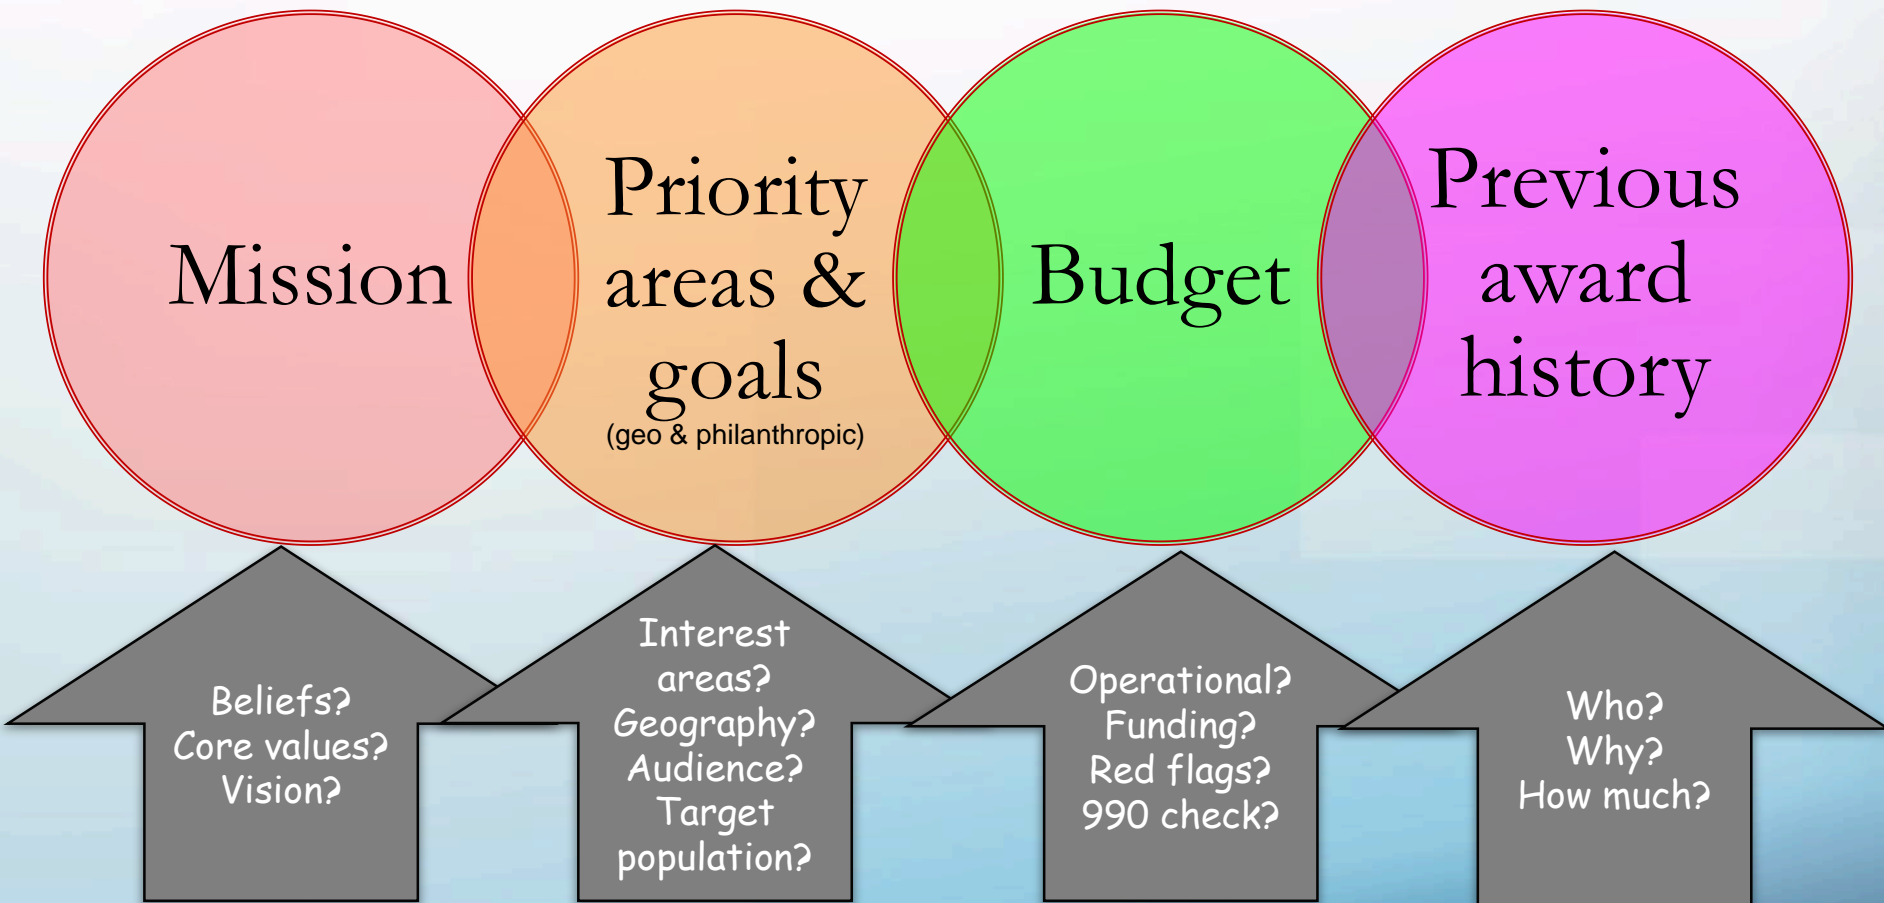 Mission
Priority
areas &
goals
(geo & philanthropic)
Budget
Previous
award
history
Beliefs?
Core values?
Vision?
Interest
areas?
Geography?
Audience?
Target
population?
Operational?
Funding?
Red flags?
990 check?
Who?
Why?
How much?